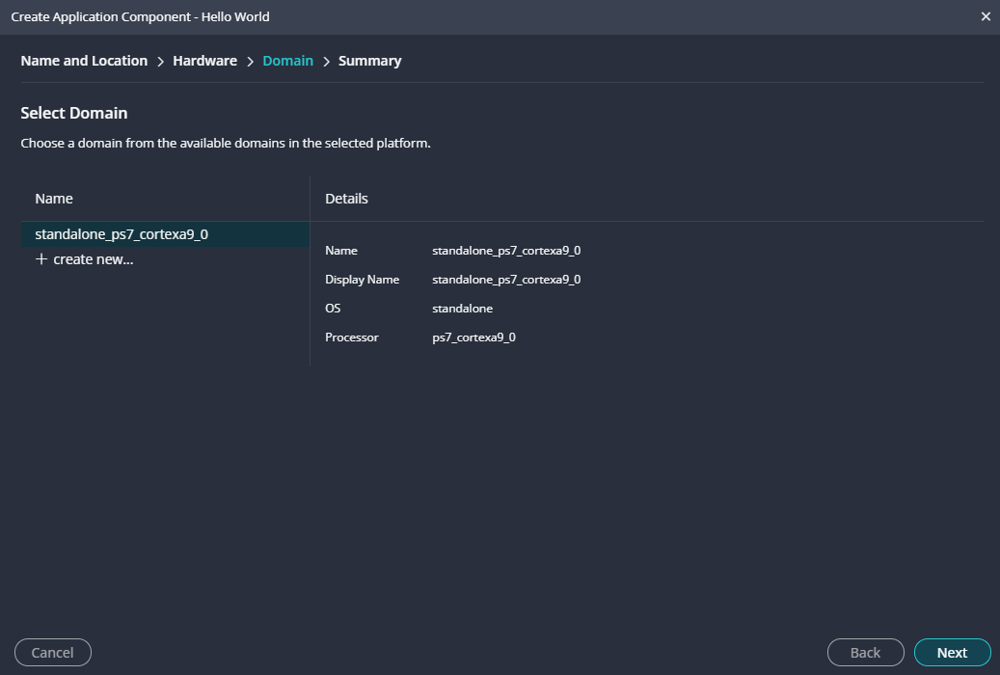 Create Application Component - Hello World
Name and Location > Hardware > Domain > Summary
Select Domain
Choose a domain from the available domains in the selected platform.
Name
standalone_ps7_cortexa9_0
+ create new...
Details
Name standalone_ps7_cortexa9_0
Display Name standalone_ps7_cortexa9_0
OS standalone
Processor ps7_cortexa9_0
Cancel Back Next